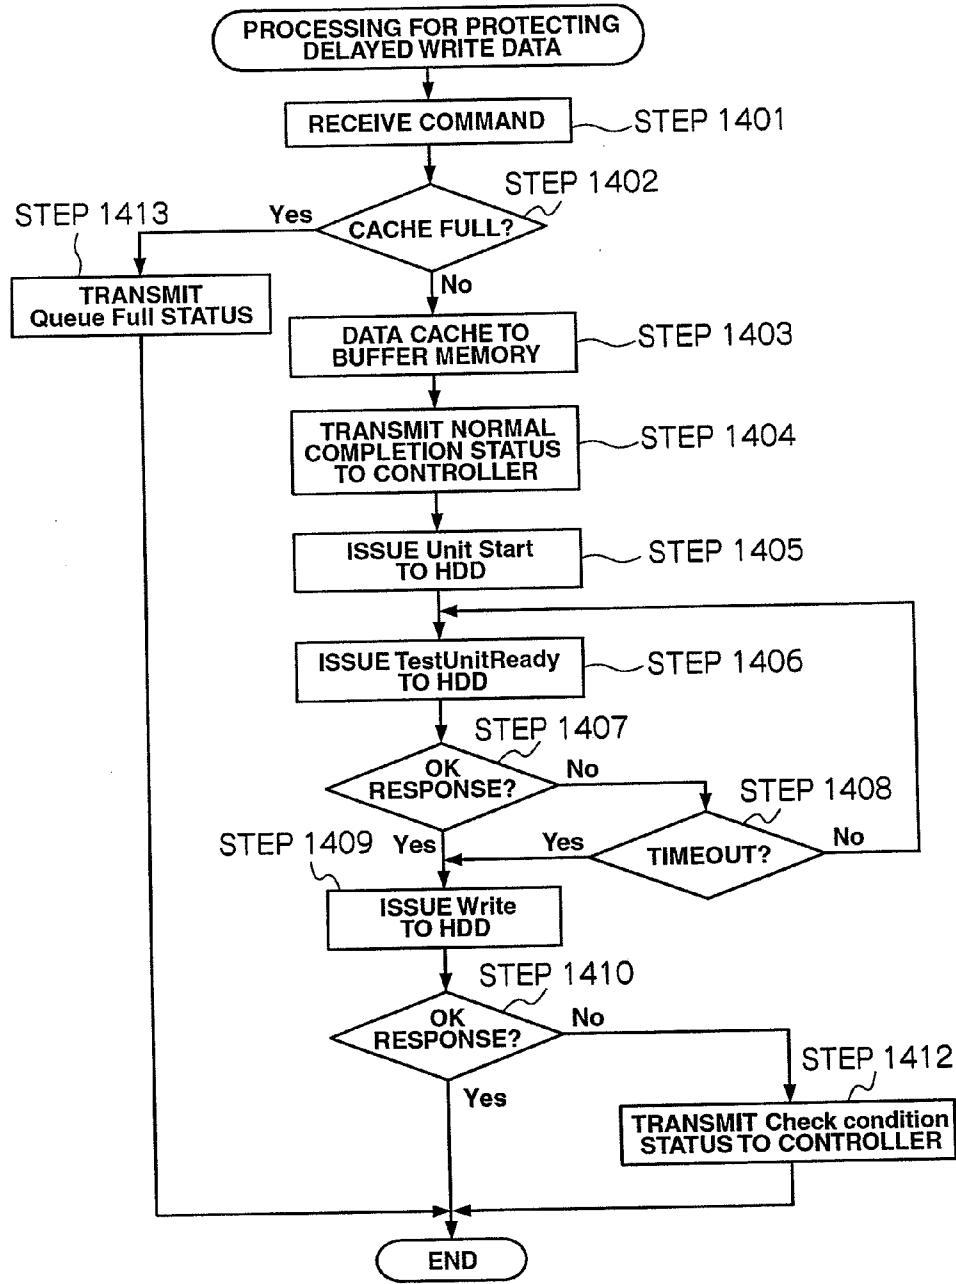 PROCESSING FOR PROTECTING
DELAYED WRITE DATA
RECEIVE COMMAND
STEP 1401
STEP 1402
CACHE FULL?
Yes
No
STEP 1413
TRANSMIT
Queue Full STATUS
DATA CACHE TO
BUFFER MEMORY
STEP 1403
TRANSMIT NORMAL
COMPLETION STATUS
TO CONTROLLER
STEP 1404
ISSUE Unit Start
TO HDD
STEP 1405
ISSUE TestUnitReady
TO HDD
STEP 1406
STEP 1407
OK
RESPONSE?
No
Yes
STEP 1408
TIMEOUT?
Yes
No
STEP 1409
ISSUE Write
TO HDD
STEP 1410
OK
RESPONSE?
No
Yes
STEP 1412
TRANSMIT Check condition
STATUS TO CONTROLLER
END